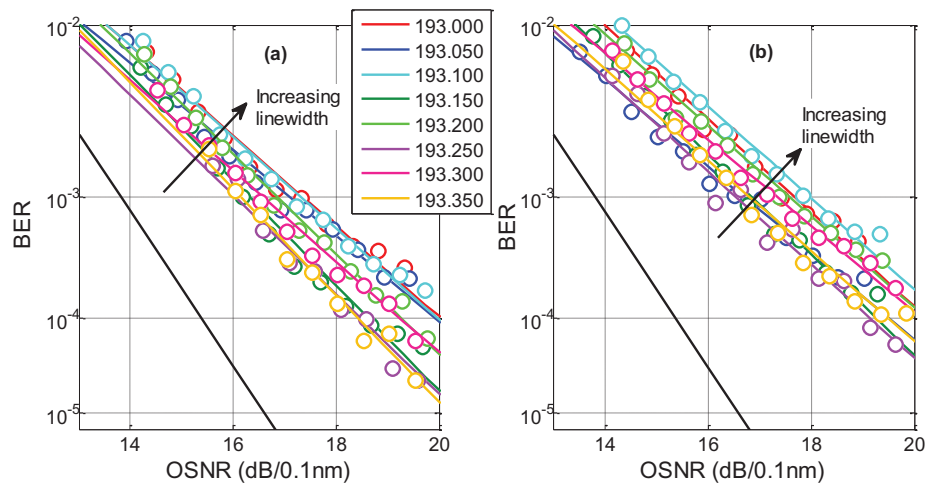 10^-2
10^-3
10^-4
10^-5
BER
14
16
18
20
OSNR (dB/0.1nm)
(a)
Increasing
linewidth
193.000
193.050
193.100
193.150
193.200
193.250
193.300
193.350
10^-2
10^-3
10^-4
10^-5
BER
14
16
18
20
OSNR (dB/0.1nm)
(b)
Increasing
linewidth